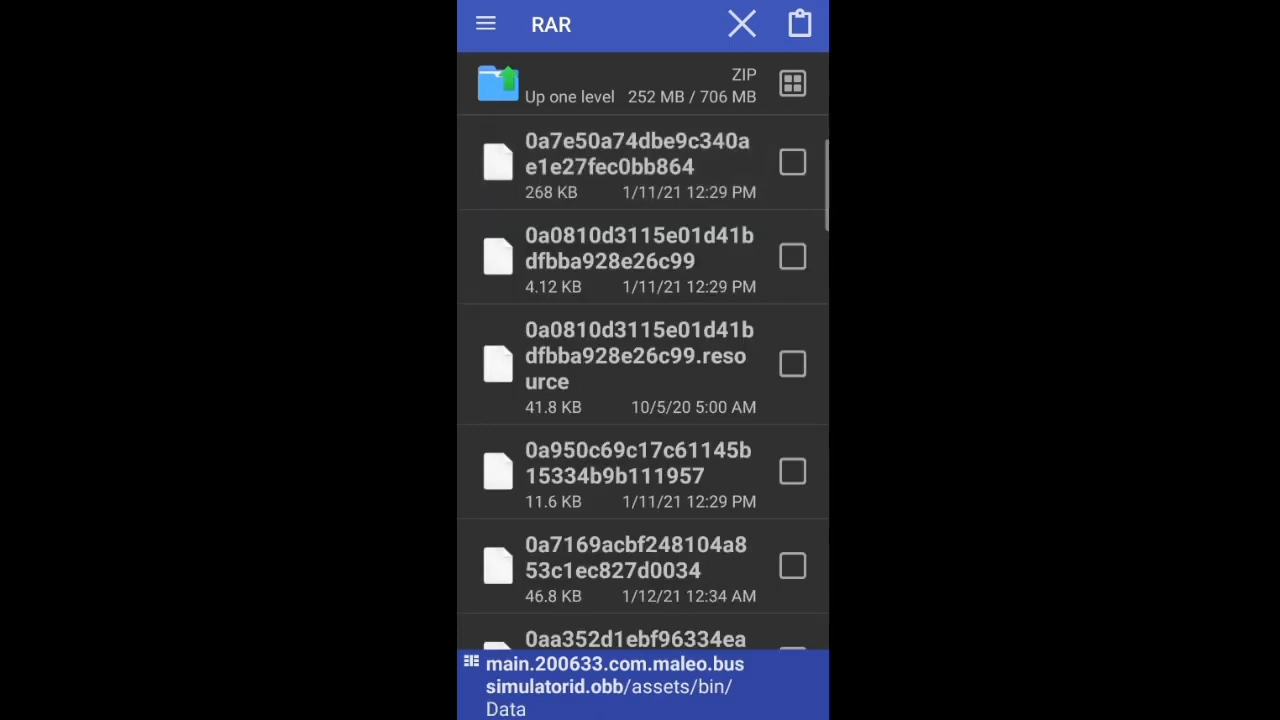 RAR
ZIP
Up one level 252 MB / 706 MB
0a7e50a74dbe9c340a
e1e27fec0bb864
268 KB 1/11/21 12:29 PM
0a0810d3115e01d41b
dfbba928e26c99
4.12 KB 1/11/21 12:29 PM
0a0810d3115e01d41b
dfbba928e26c99.reso
urce
41.8 KB 10/5/20 5:00 AM
0a950c69c17c61145b
15334b9b111957
11.6 KB 1/11/21 12:29 PM
0a7169acbf248104a8
53c1ec827d0034
46.8 KB 1/12/21 12:34 AM
0aa352d1ebf96334ea
main.200633.com.maleo.bus
simulatorid.obb/assets/bin/
Data